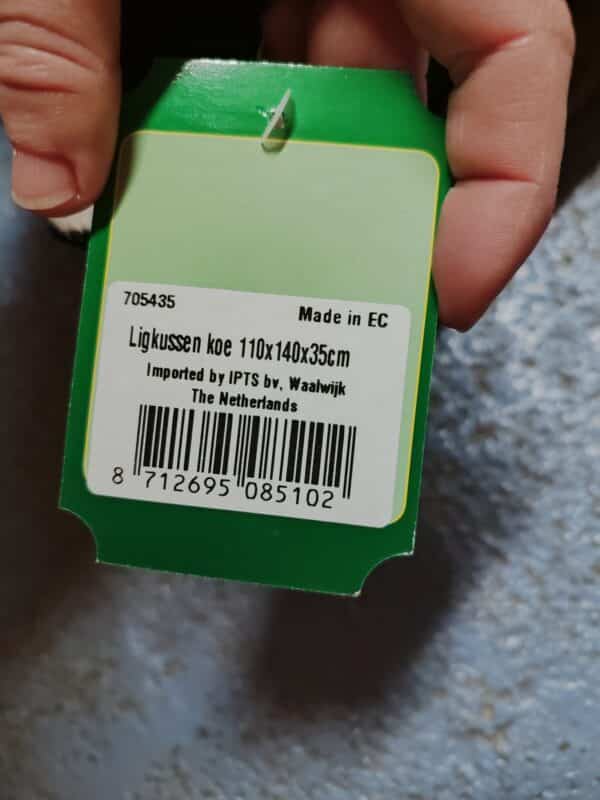 705435
Made in EC
Ligkussen koe 110x140x35cm
Imported by IPTS bv, Waalwijk
The Netherlands
8 712695 085102